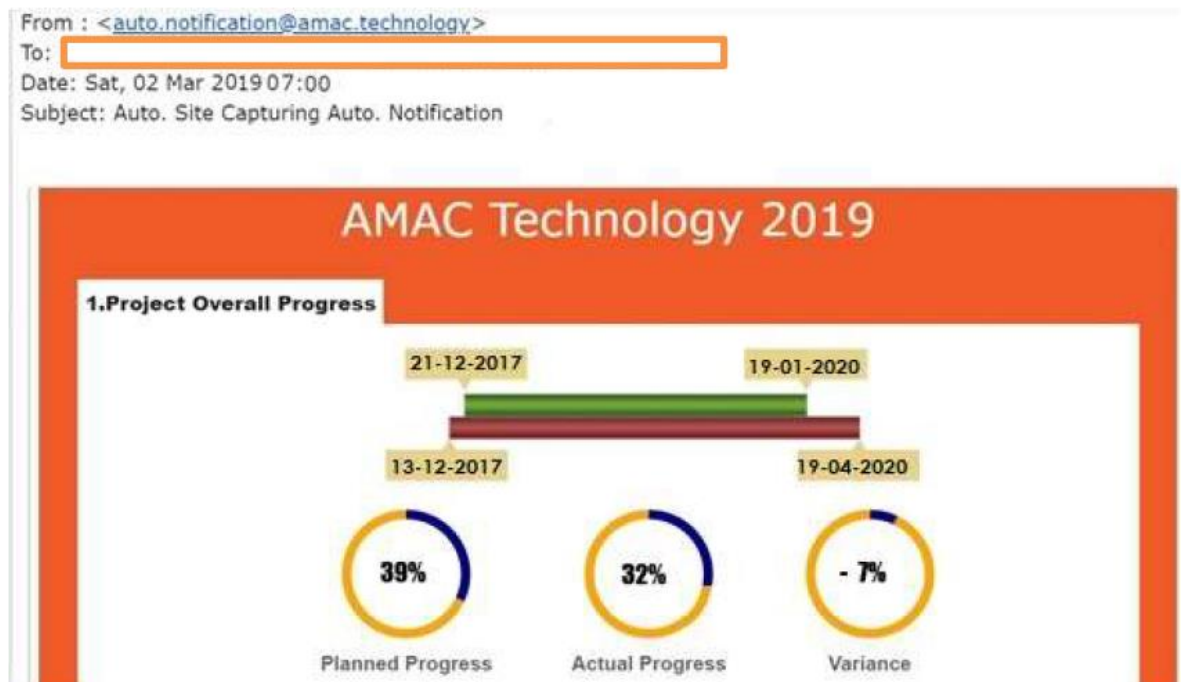 From : <auto.notification@amac.technology>
To:
Date: Sat, 02 Mar 2019 07:00
Subject: Auto. Site Capturing Auto. Notification
AMAC Technology 2019
1.Project Overall Progress
21-12-2017 19-01-2020
13-12-2017 19-04-2020
39% 32% - 7%
Planned Progress Actual Progress Variance